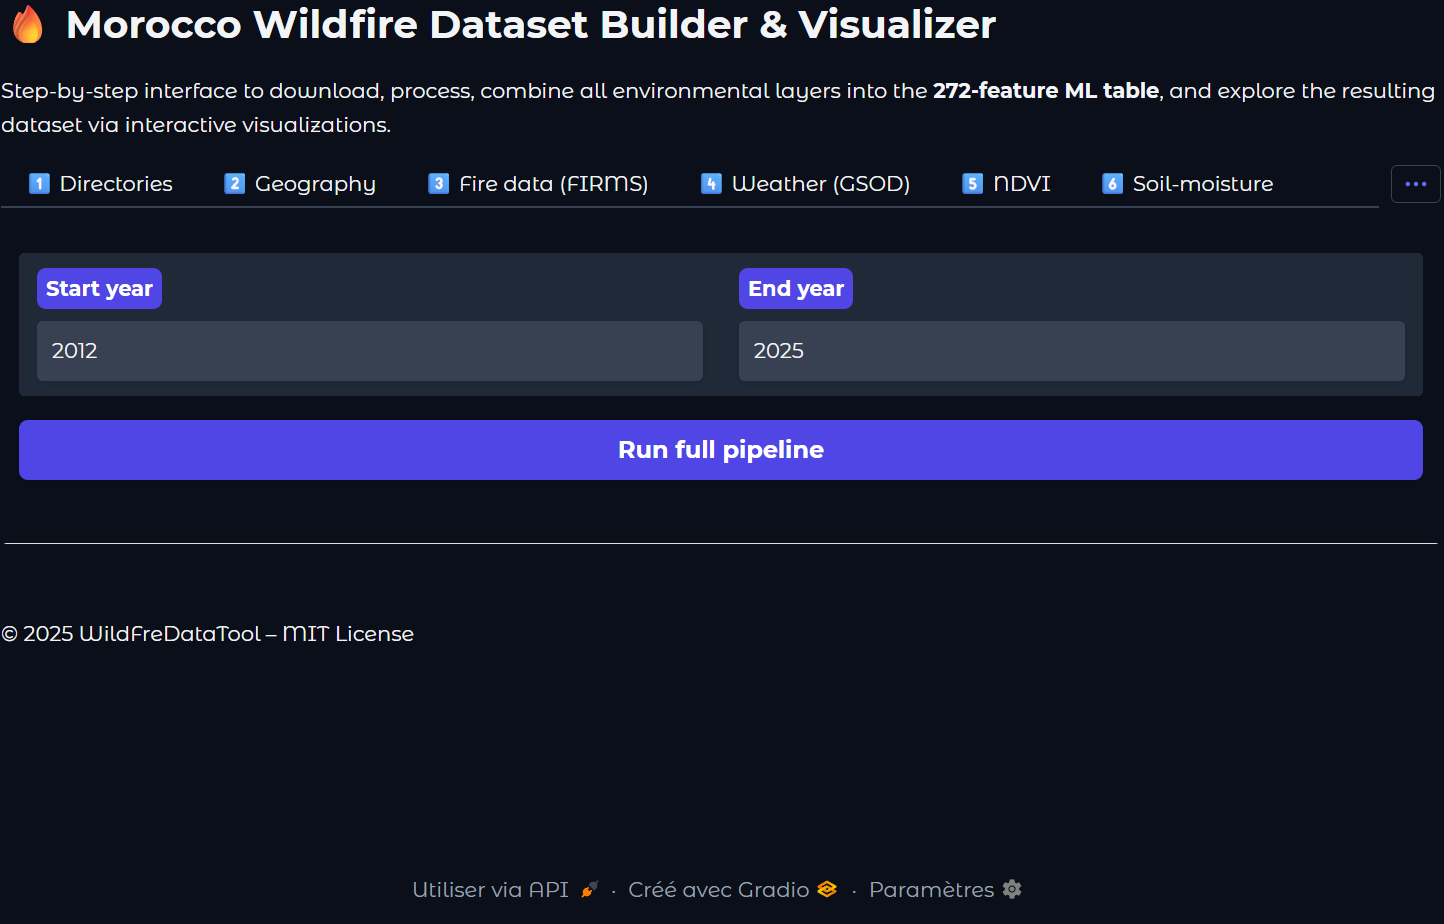 Morocco Wildfire Dataset Builder & Visualizer
Step-by-step interface to download, process, combine all environmental layers into the 272-feature ML table, and explore the resulting
dataset via interactive visualizations.
1 Directories 2 Geography 3 Fire data (FIRMS) 4 Weather (GSOD) 5 NDVI 6 Soil-moisture ...
Start year End year
2012 2025
Run full pipeline
© 2025 WildFreDataTool – MIT License
Utiliser via API · Créé avec Gradio · Paramètres